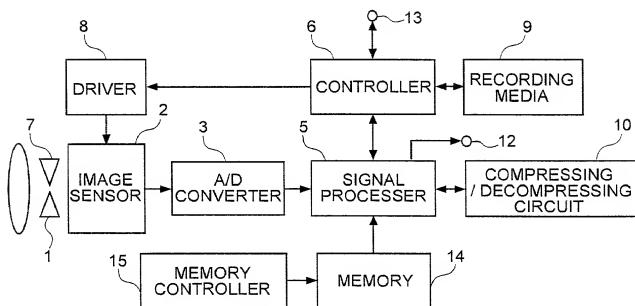 13
8
6
9
DRIVER
CONTROLLER
RECORDING
MEDIA
2
7
3
5
12
10
IMAGE
SENSOR
A/D
CONVERTER
SIGNAL
PROCESSER
COMPRESSING
/ DECOMPRESSING
CIRCUIT
1
15
MEMORY
CONTROLLER
MEMORY
14